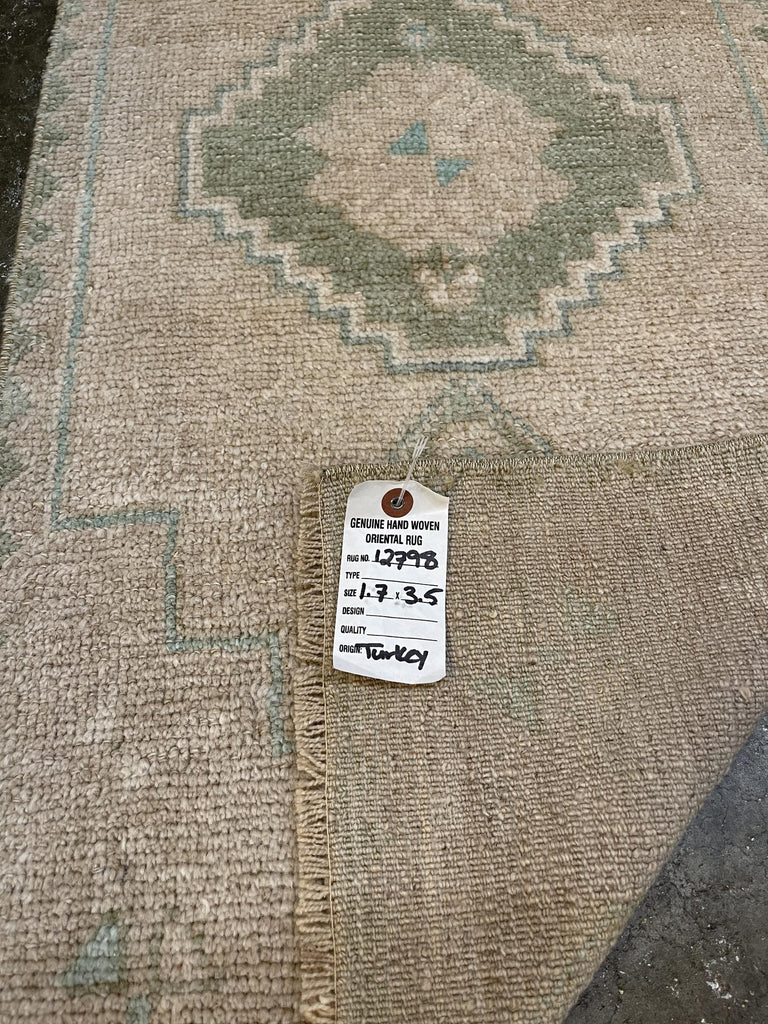 GENUINE HAND WOVEN
ORIENTAL RUG
RUG NO. 12798
TYPE
SIZE 1.7 x 3.5
DESIGN
QUALITY
ORIGIN: Turkey